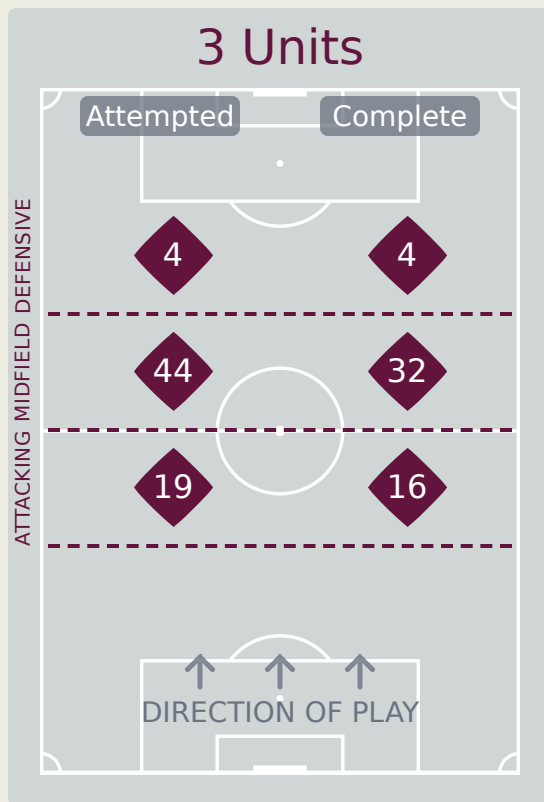 3 Units
Attempted Complete
ATTACKING MIDFIELD DEFENSIVE
4 4
44 32
19 16
DIRECTION OF PLAY